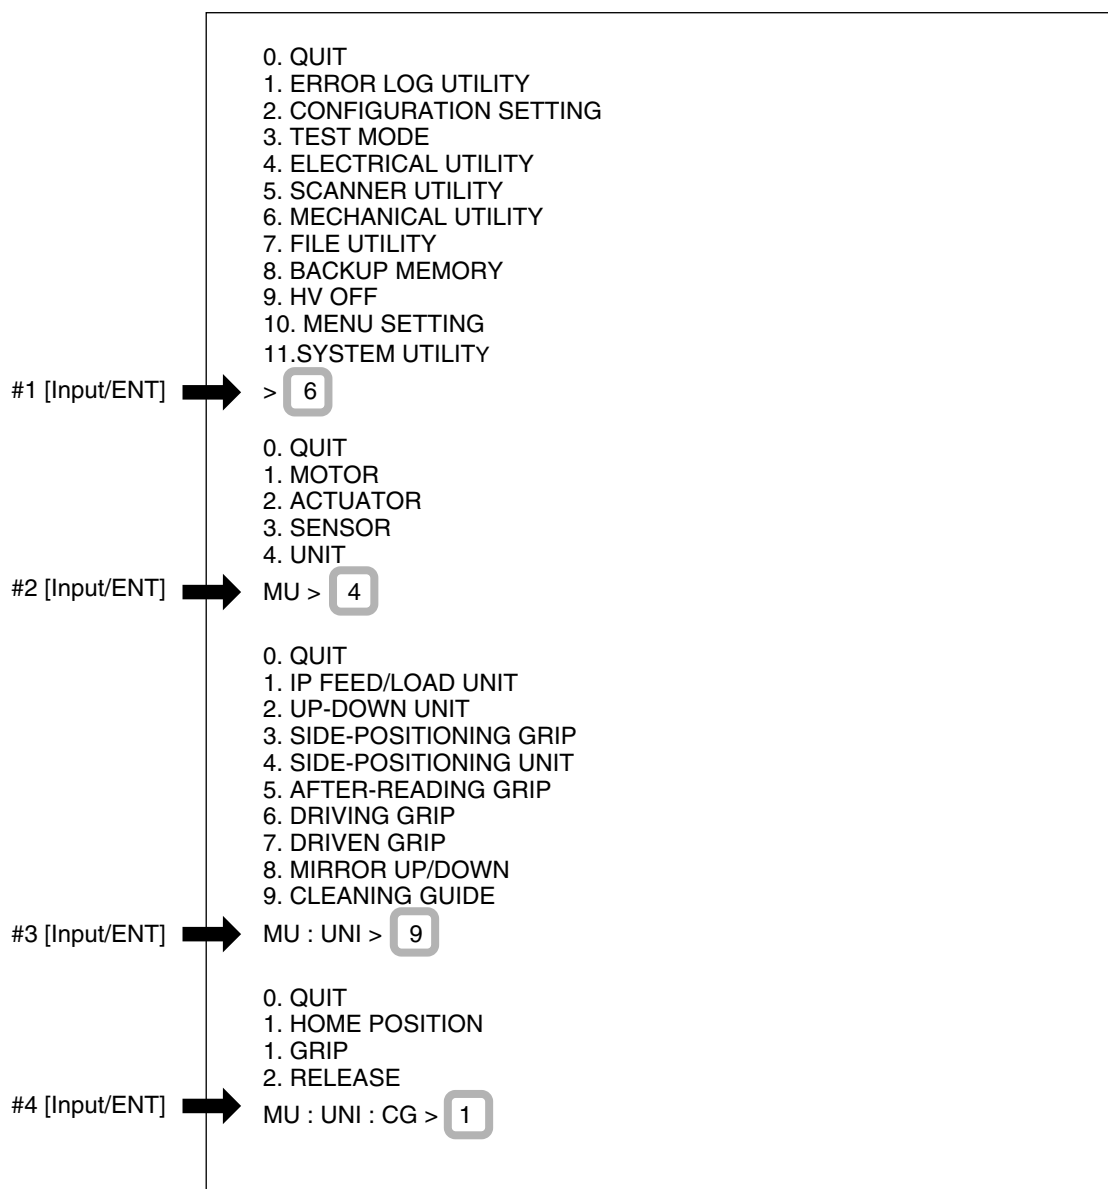 0. QUIT
1. ERROR LOG UTILITY
2. CONFIGURATION SETTING
3. TEST MODE
4. ELECTRICAL UTILITY
5. SCANNER UTILITY
6. MECHANICAL UTILITY
7. FILE UTILITY
8. BACKUP MEMORY
9. HV OFF
10. MENU SETTING
11.SYSTEM UTILITY
#1 [Input/ENT] > 6
0. QUIT
1. MOTOR
2. ACTUATOR
3. SENSOR
4. UNIT
#2 [Input/ENT] MU > 4
0. QUIT
1. IP FEED/LOAD UNIT
2. UP-DOWN UNIT
3. SIDE-POSITIONING GRIP
4. SIDE-POSITIONING UNIT
5. AFTER-READING GRIP
6. DRIVING GRIP
7. DRIVEN GRIP
8. MIRROR UP/DOWN
9. CLEANING GUIDE
#3 [Input/ENT] MU : UNI > 9
0. QUIT
1. HOME POSITION
1. GRIP
2. RELEASE
#4 [Input/ENT] MU : UNI : CG > 1